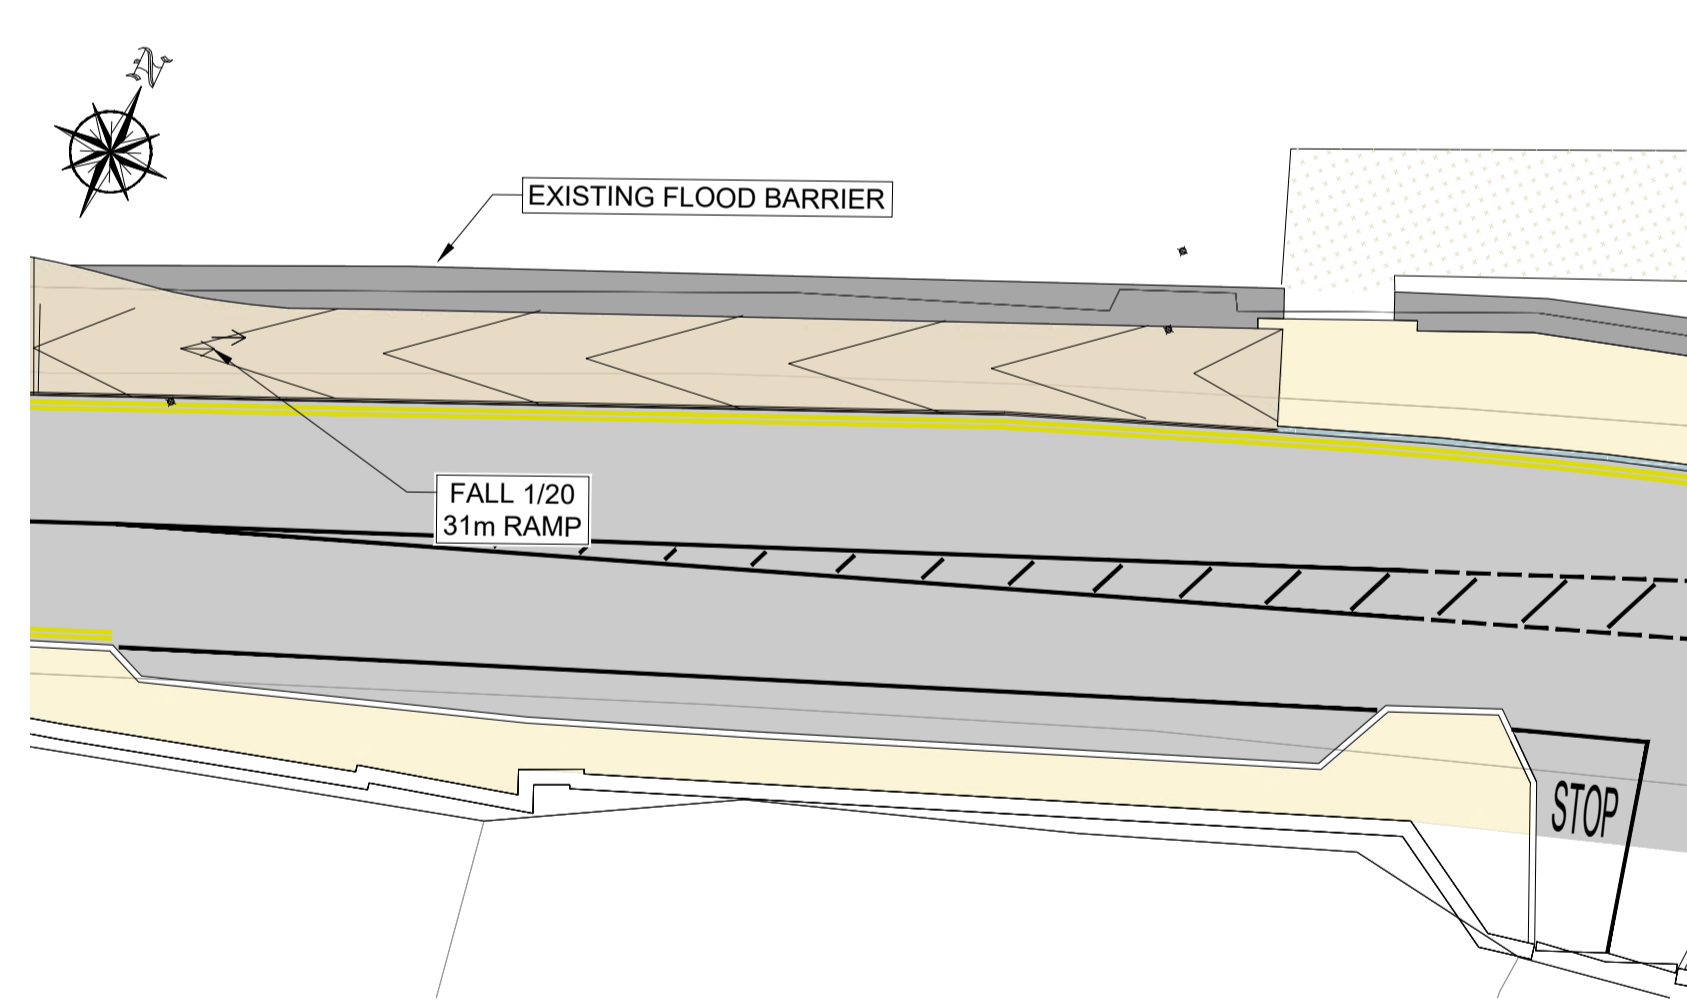 N
EXISTING FLOOD BARRIER
FALL 1/20
31m RAMP
STOP